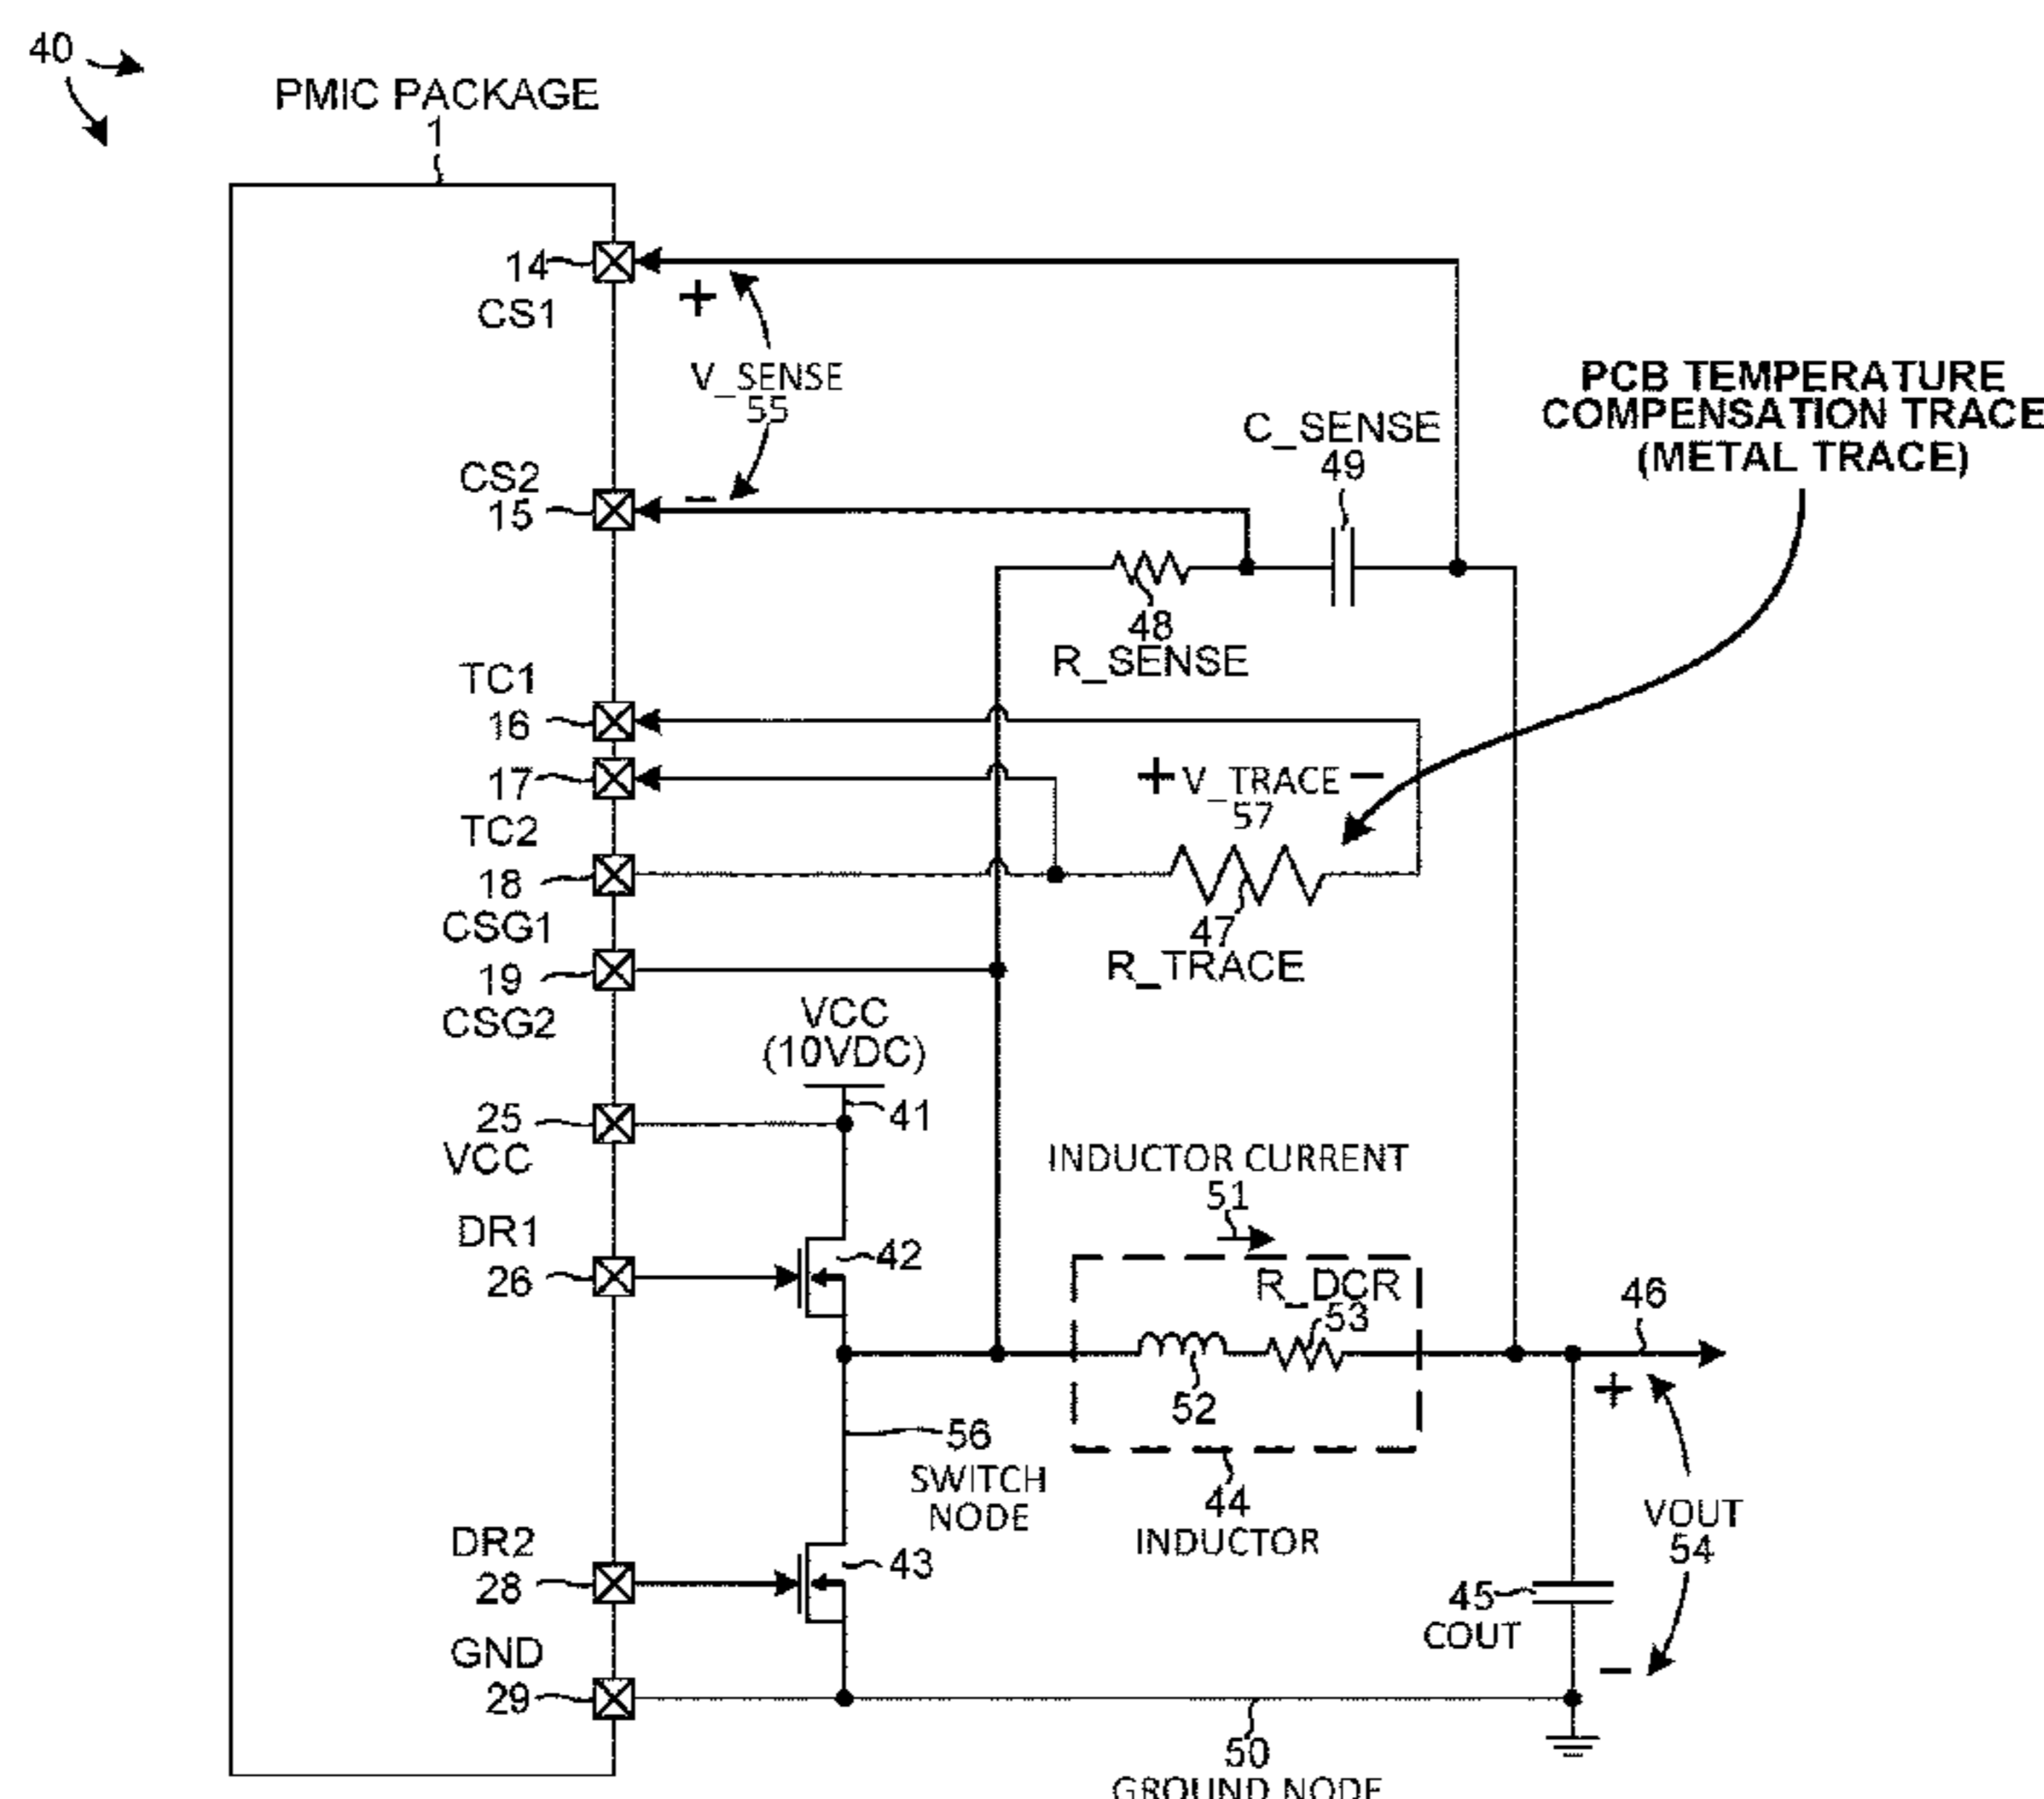 40
PMIC PACKAGE
1
14
CS1
+
V_SENSE
55
−
CS2
15
C_SENSE
49
PCB TEMPERATURE
COMPENSATION TRACE
(METAL TRACE)
48
R_SENSE
TC1
16
17
TC2
+ V_TRACE −
57
18
CSG1
47
R_TRACE
19
CSG2
VCC
(10VDC)
41
25
VCC
INDUCTOR CURRENT
51
DR1
26
42
R_DCR
53
46
52
+
56
SWITCH
NODE
44
INDUCTOR
VOUT
54
DR2
28
43
45
COUT
−
GND
29
50
GROUND NODE